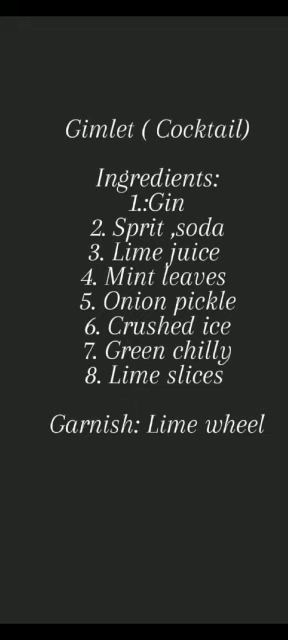 Gimlet ( Cocktail)
Ingredients:
1.:Gin
2. Sprit ,soda
3. Lime juice
4. Mint leaves
5. Onion pickle
6. Crushed ice
7. Green chilly
8. Lime slices
Garnish: Lime wheel